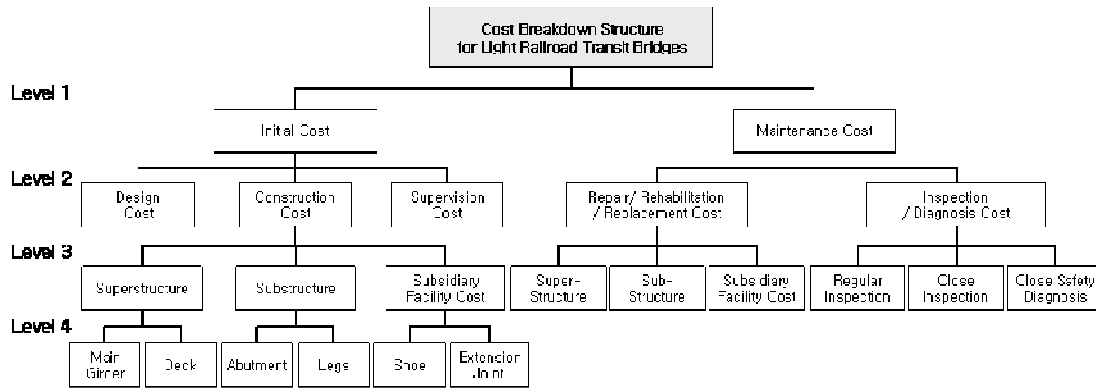 Cost Breakdown Structure
for Light Railroad Transit Bridges
Level 1
Initial Cost
Maintenance Cost
Level 2
Design
Cost
Construction
Cost
Supervision
Cost
Repair/ Rehabilitation
/ Replacement Cost
Inspection
/ Diagnosis Cost
Level 3
Superstructure
Substructure
Subsidiary
Facility Cost
Super-
Structure
Sub-
Structure
Subsidiary
Facility Cost
Regular
Inspection
Close
Inspection
Close Safety
Diagnosis
Level 4
Main
Girder
Deck
Abutment
Legs
Shoe
Extension
Joint